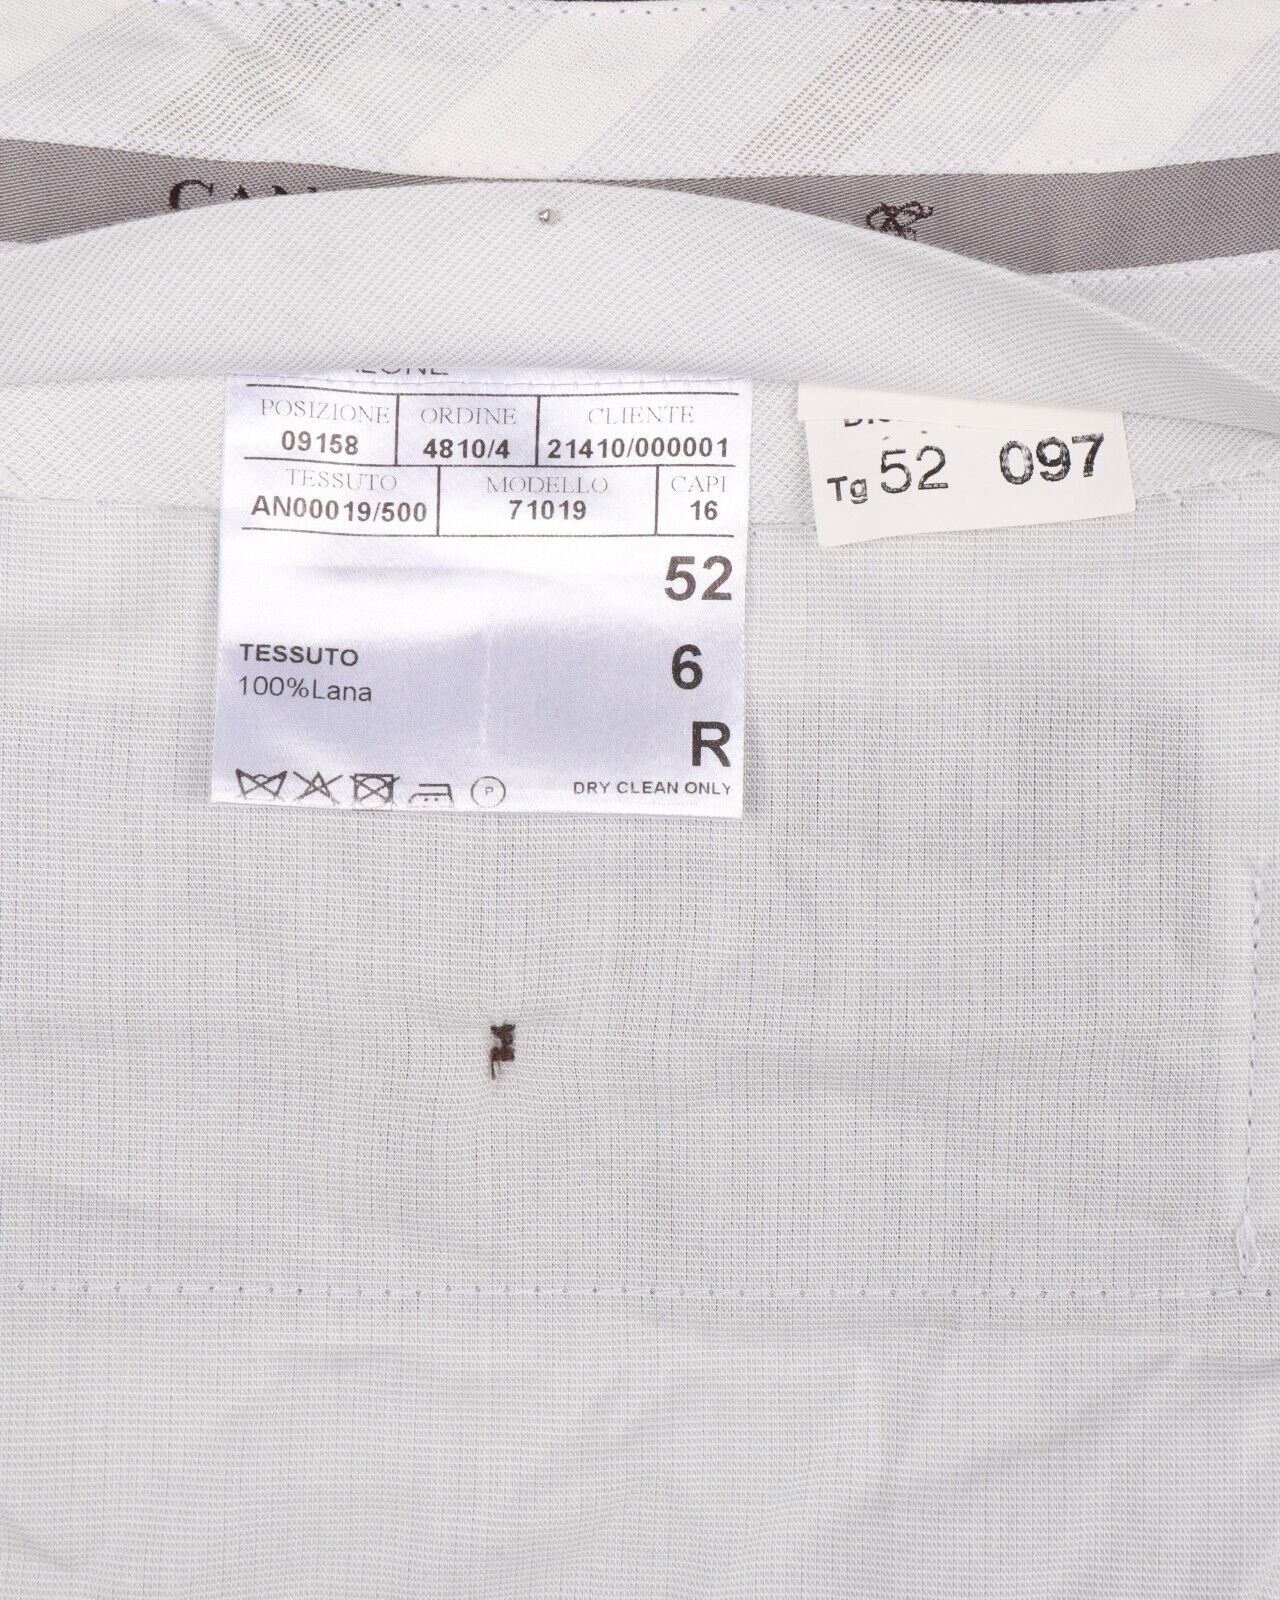 POSIZIONE ORDINE CLIENTE
09158 4810/4 21410/000001
TESSUTO MODELLO CAPI
AN00019/500 71019 16
52
6
R
TESSUTO
100%Lana
P
DRY CLEAN ONLY
Tg 52 097